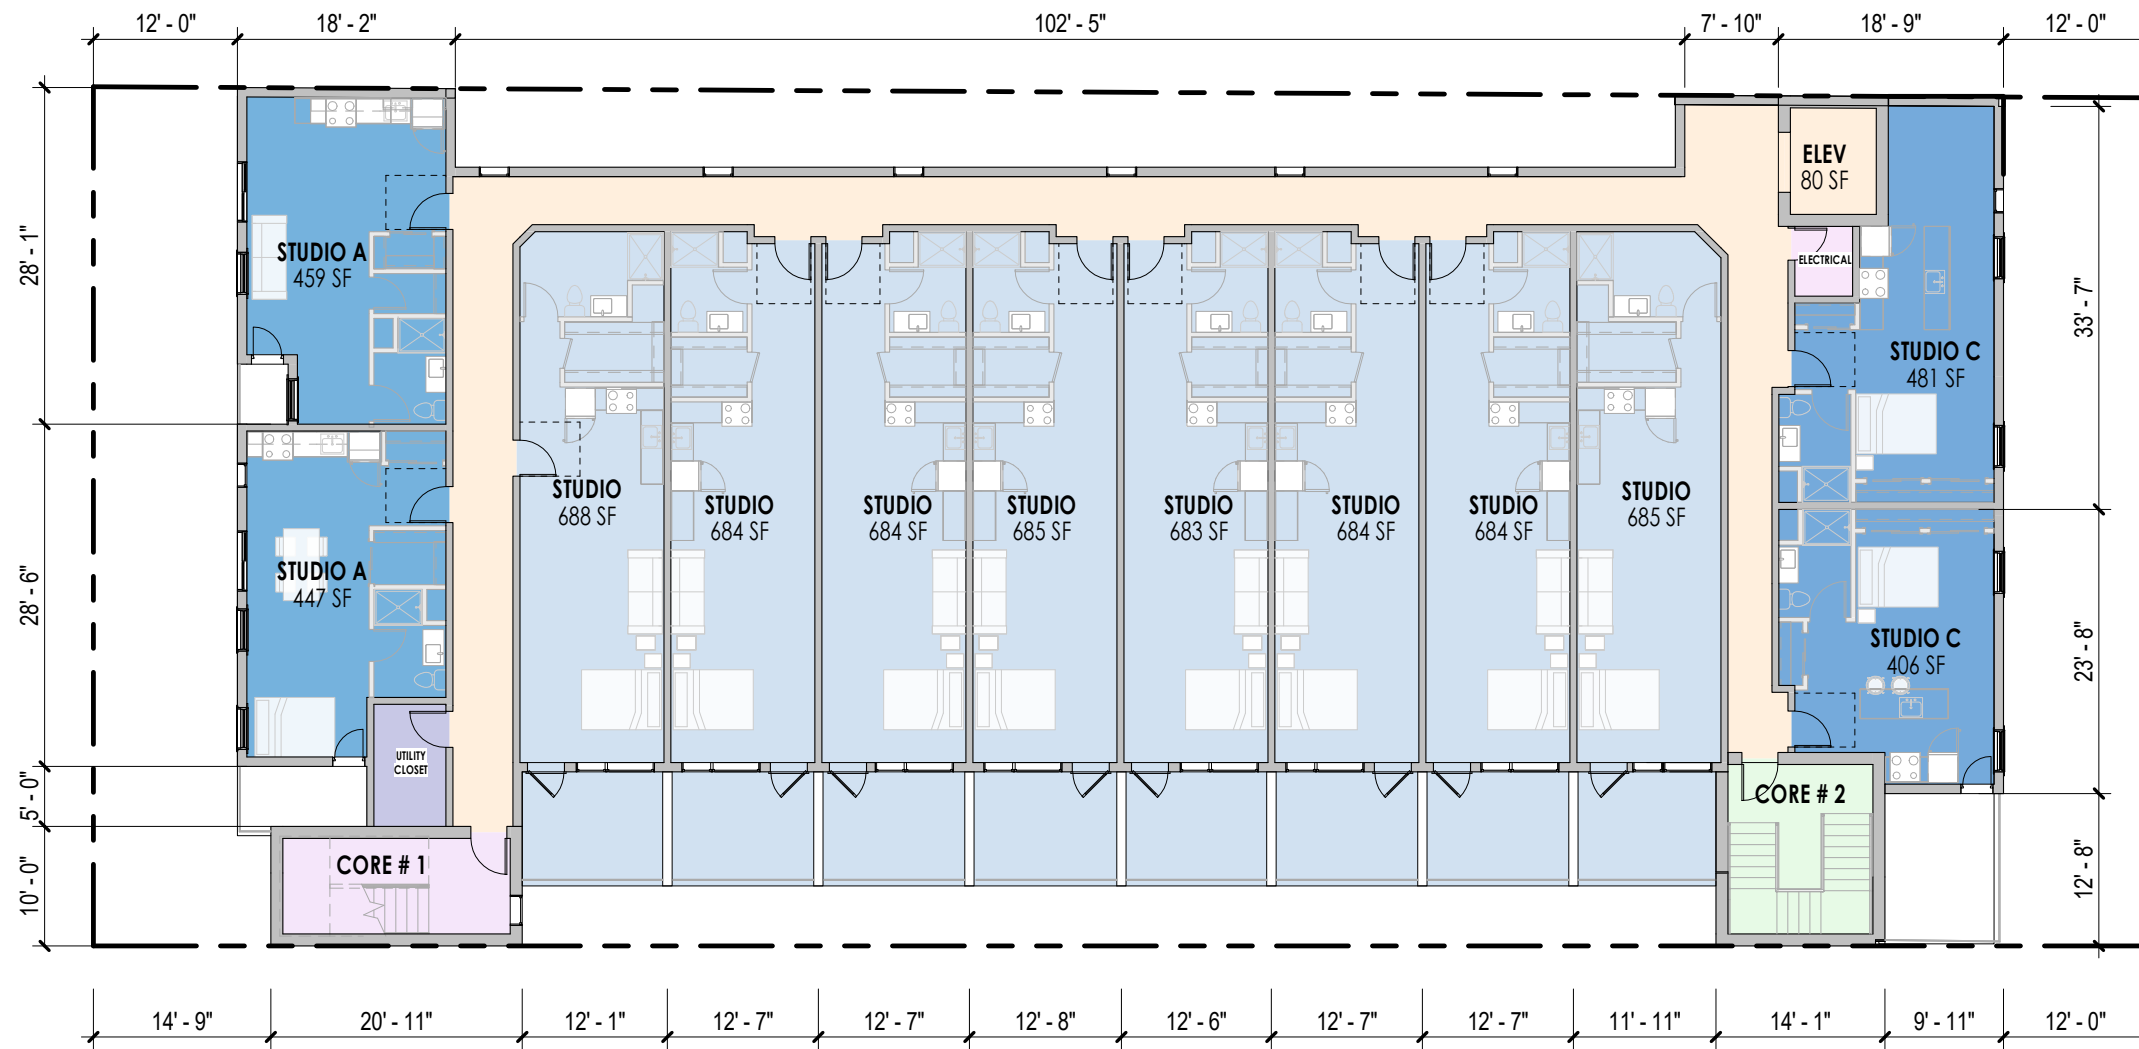 12' - 0"
18' - 2"
102' - 5"
7' - 10"
18' - 9"
12' - 0"
28' - 1"
28' - 6"
5' - 0"
10' - 0"
STUDIO A
459 SF
STUDIO A
447 SF
UTILITY
CLOSET
CORE # 1
STUDIO
688 SF
STUDIO
684 SF
STUDIO
684 SF
STUDIO
685 SF
STUDIO
683 SF
STUDIO
684 SF
STUDIO
684 SF
STUDIO
685 SF
ELEV
80 SF
ELECTRICAL
STUDIO C
481 SF
STUDIO C
406 SF
CORE # 2
33' - 7"
23' - 8"
12' - 8"
14' - 9"
20' - 11"
12' - 1"
12' - 7"
12' - 7"
12' - 8"
12' - 6"
12' - 7"
12' - 7"
11' - 11"
14' - 1"
9' - 11"
12' - 0"